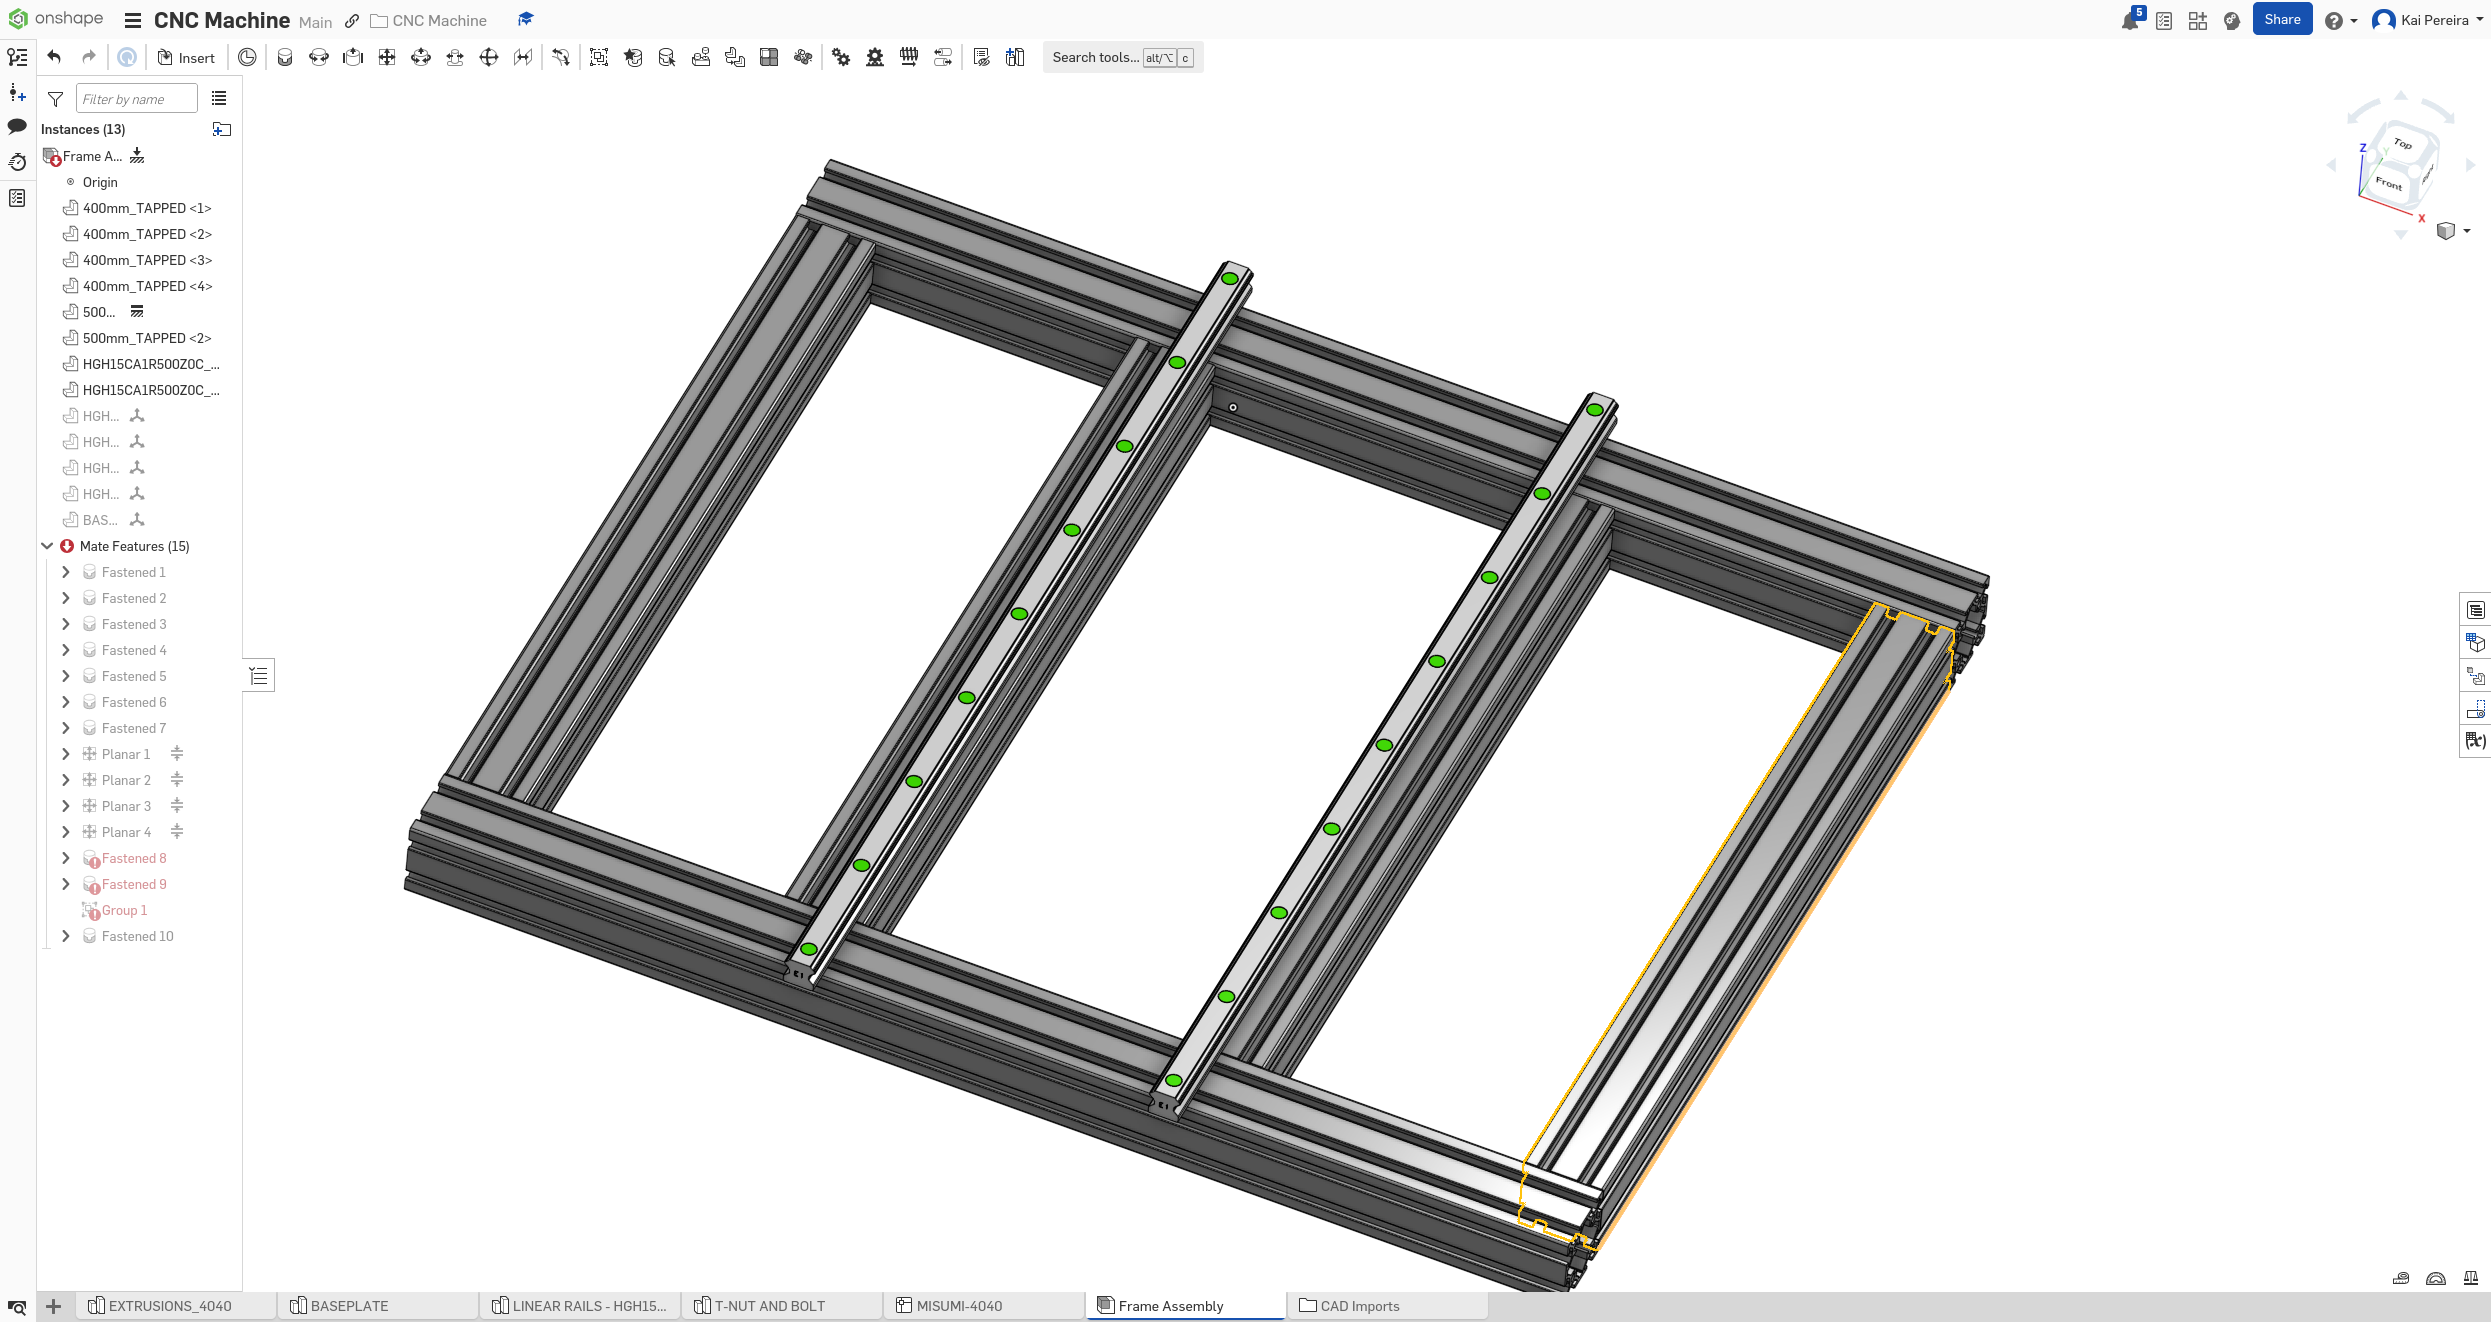 onshape
CNC Machine
Main
CNC Machine
5
Share
Kai Pereira
Insert
Search tools... alt/⌥ c
Filter by name
Instances (13)
Frame A...
Origin
400mm_TAPPED <1>
400mm_TAPPED <2>
400mm_TAPPED <3>
400mm_TAPPED <4>
500...
500mm_TAPPED <2>
HGH15CA1R500Z0C_...
HGH15CA1R500Z0C_...
HGH...
HGH...
HGH...
HGH...
BAS...
Mate Features (15)
Fastened 1
Fastened 2
Fastened 3
Fastened 4
Fastened 5
Fastened 6
Fastened 7
Planar 1
Planar 2
Planar 3
Planar 4
Fastened 8
Fastened 9
Group 1
Fastened 10
Z
Y
Top
Front
X
(x)
EXTRUSIONS_4040
BASEPLATE
LINEAR RAILS - HGH15...
T-NUT AND BOLT
MISUMI-4040
Frame Assembly
CAD Imports